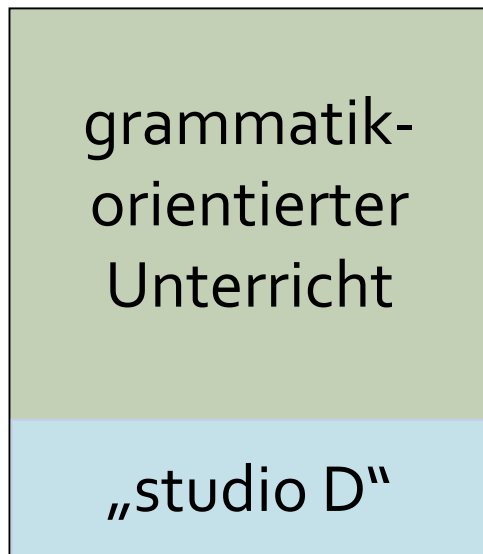 grammatik-
orientierter
Unterricht
„studio D“